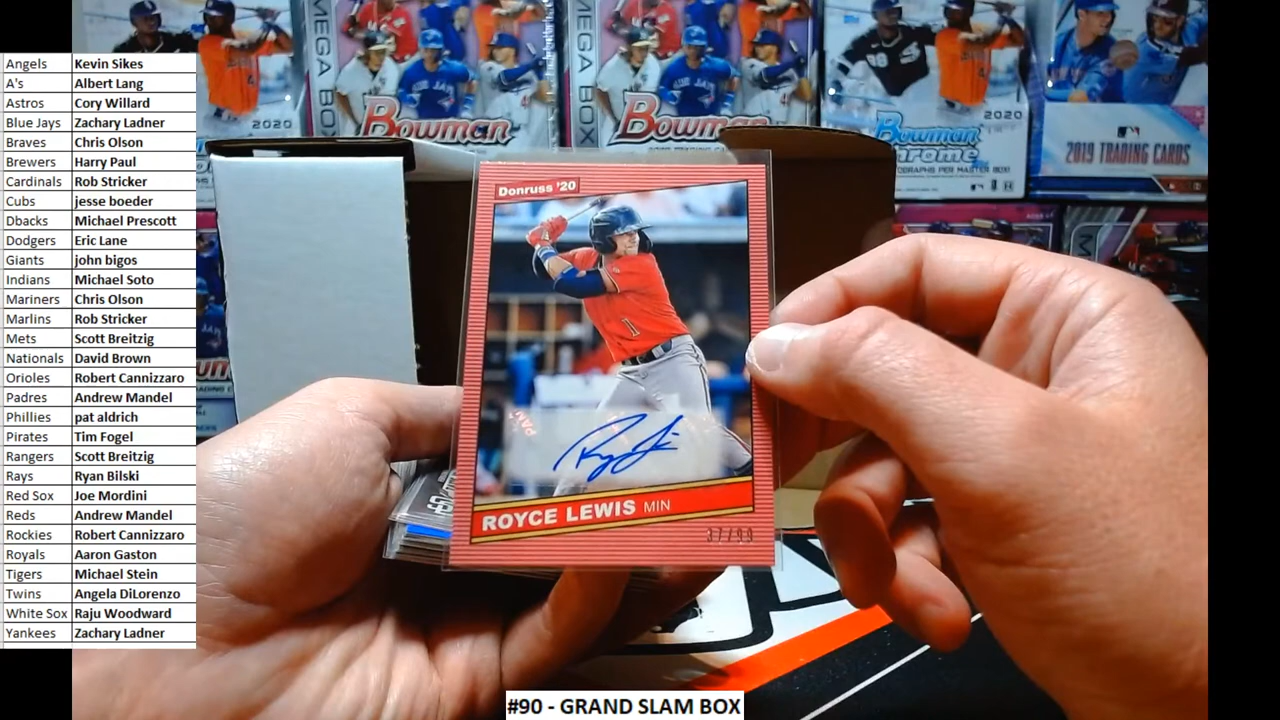 Angels Kevin Sikes
A's Albert Lang
Astros Cory Willard
Blue Jays Zachary Ladner
Braves Chris Olson
Brewers Harry Paul
Cardinals Rob Stricker
Cubs jesse boeder
Dbacks Michael Prescott
Dodgers Eric Lane
Giants john bigos
Indians Michael Soto
Mariners Chris Olson
Marlins Rob Stricker
Mets Scott Breitzig
Nationals David Brown
Orioles Robert Cannizzaro
Padres Andrew Mandel
Phillies pat aldrich
Pirates Tim Fogel
Rangers Scott Breitzig
Rays Ryan Bilski
Red Sox Joe Mordini
Reds Andrew Mandel
Rockies Robert Cannizzaro
Royals Aaron Gaston
Tigers Michael Stein
Twins Angela DiLorenzo
White Sox Raju Woodward
Yankees Zachary Ladner
2020
MEGA BOX
Bowman
MEGA BOX
Bowman
2020
Bowman
chrome
2019 TRADING CARDS
Donruss '20
1
ROYCE LEWIS MIN
37/99
#90 - GRAND SLAM BOX